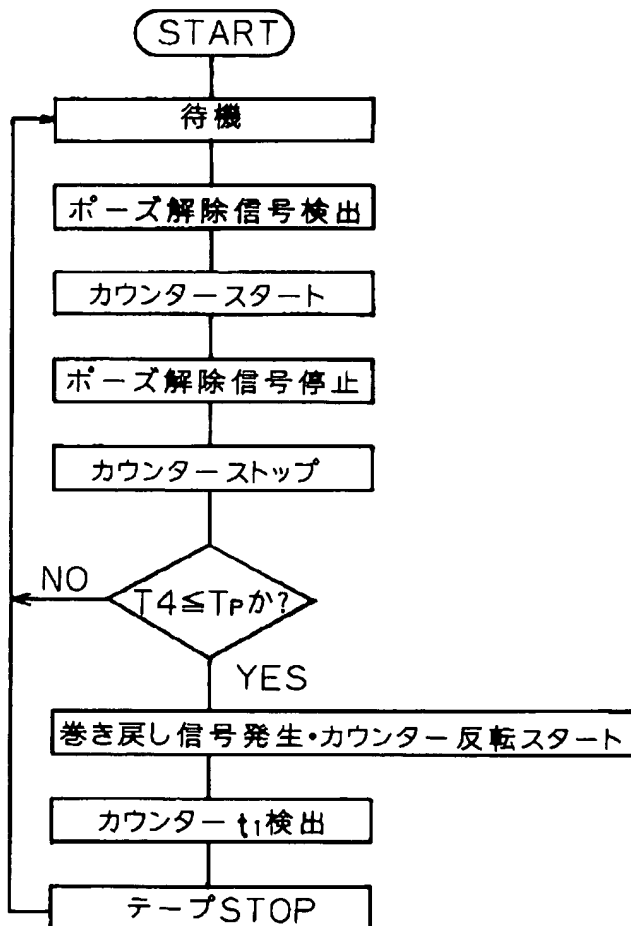 START
待機
ポーズ解除信号検出
カウンタースタート
ポーズ解除信号停止
カウンターストップ
NO
T4≦TPか?
YES
巻き戻し信号発生・カウンター反転スタート
カウンターt1検出
テープSTOP